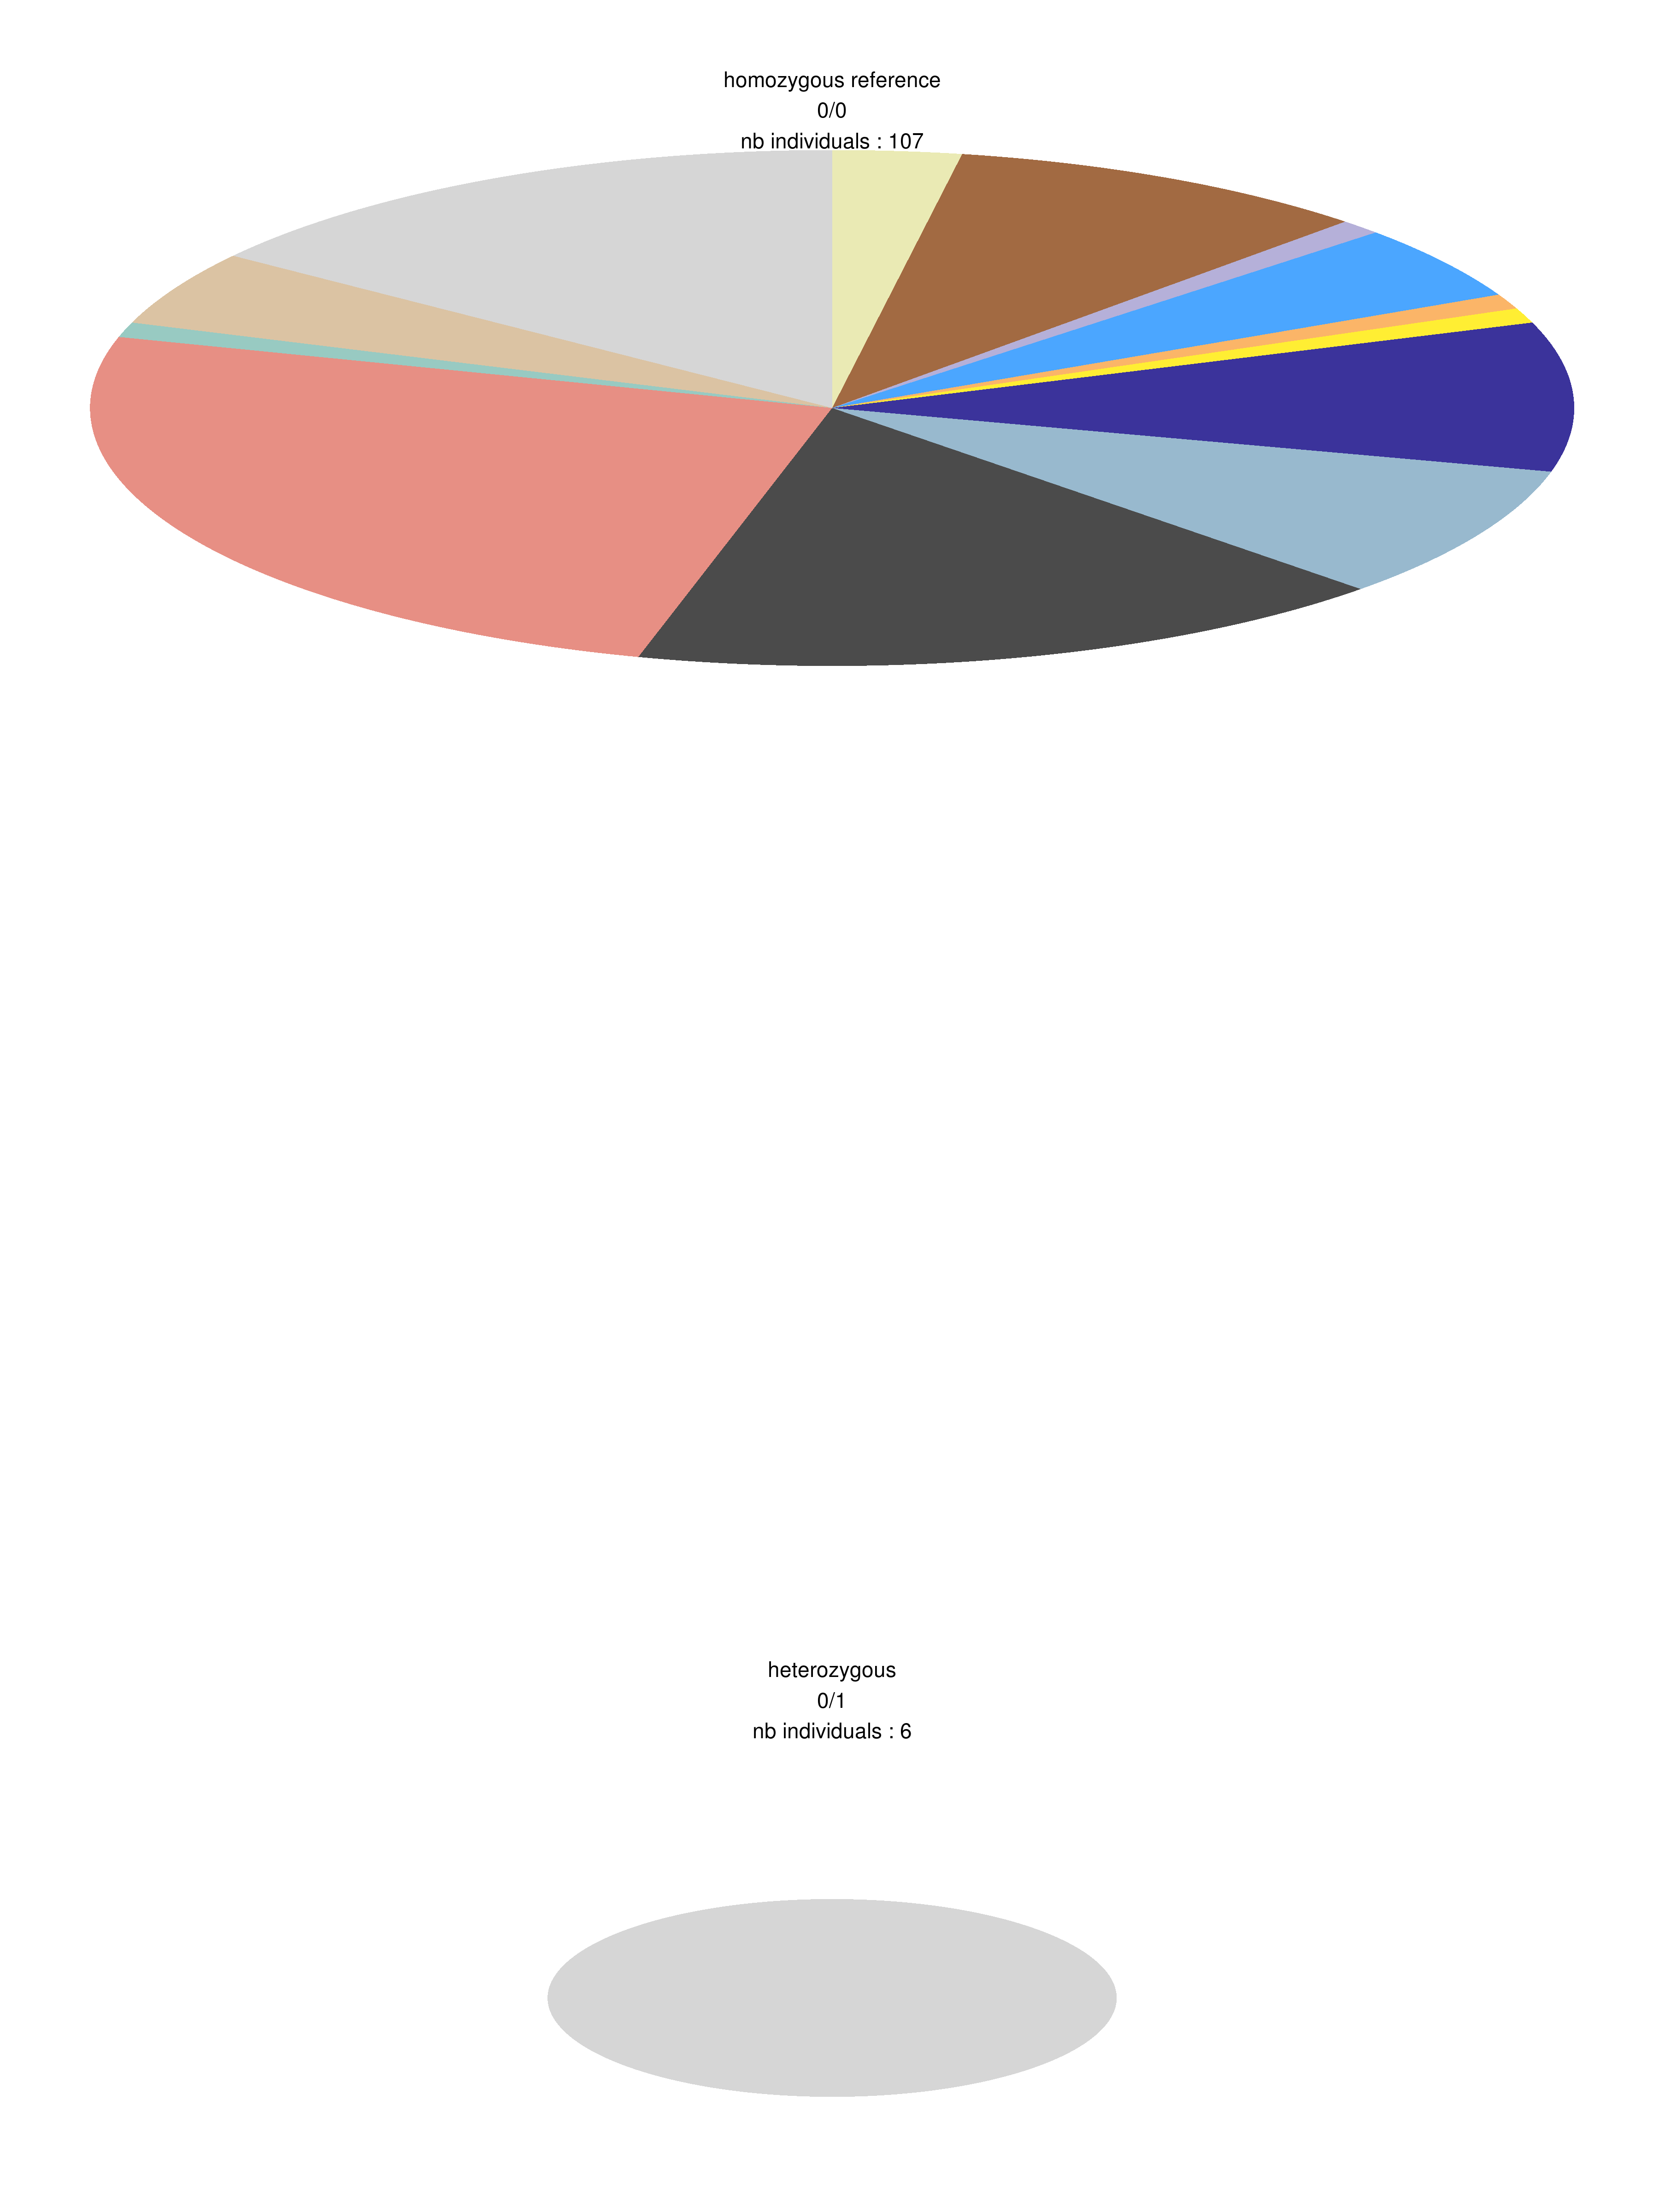 homozygous reference
0/0
nb individuals : 107
heterozygous
0/1
nb individuals : 6